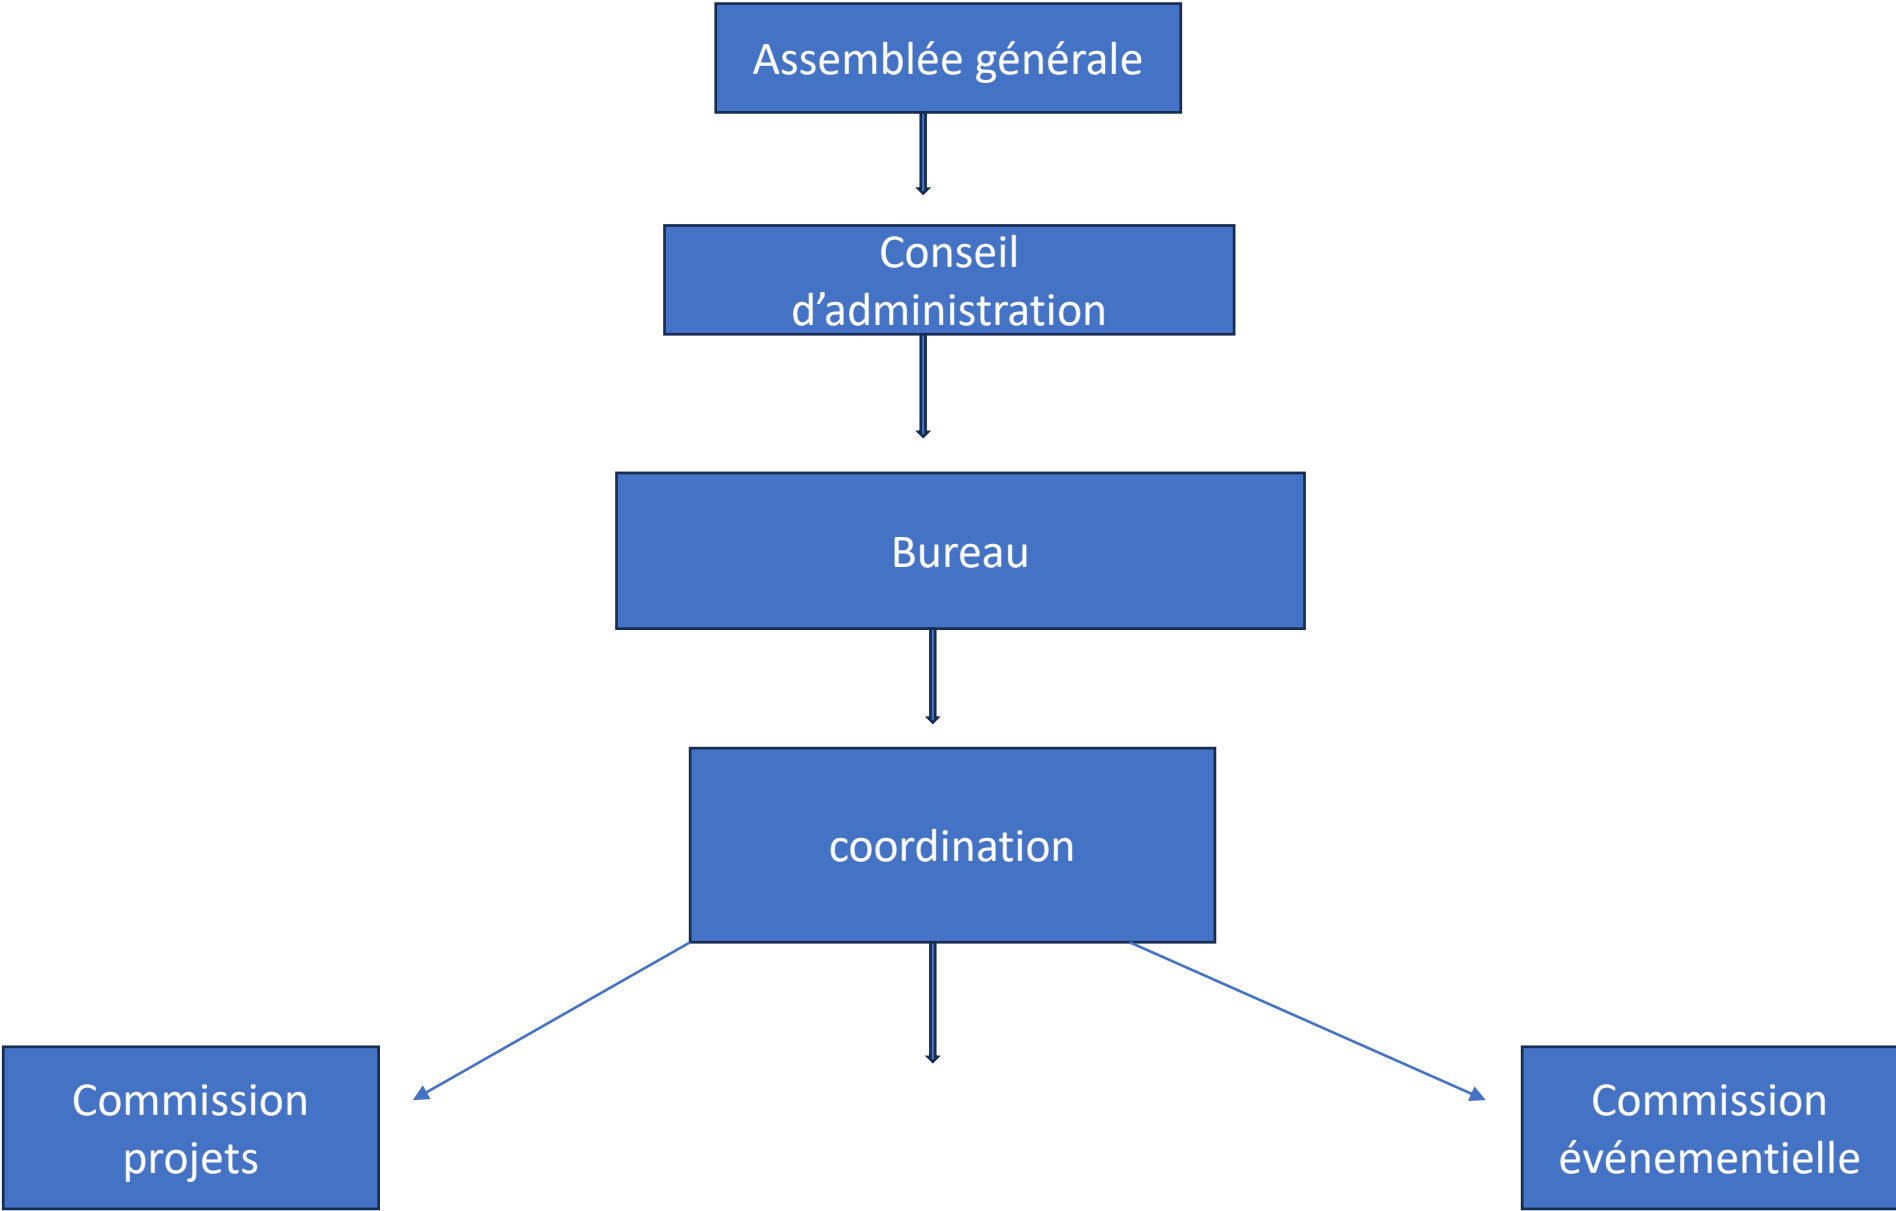 Assemblée générale
Conseil
d’administration
Bureau
coordination
Commission
projets
Commission
événementielle